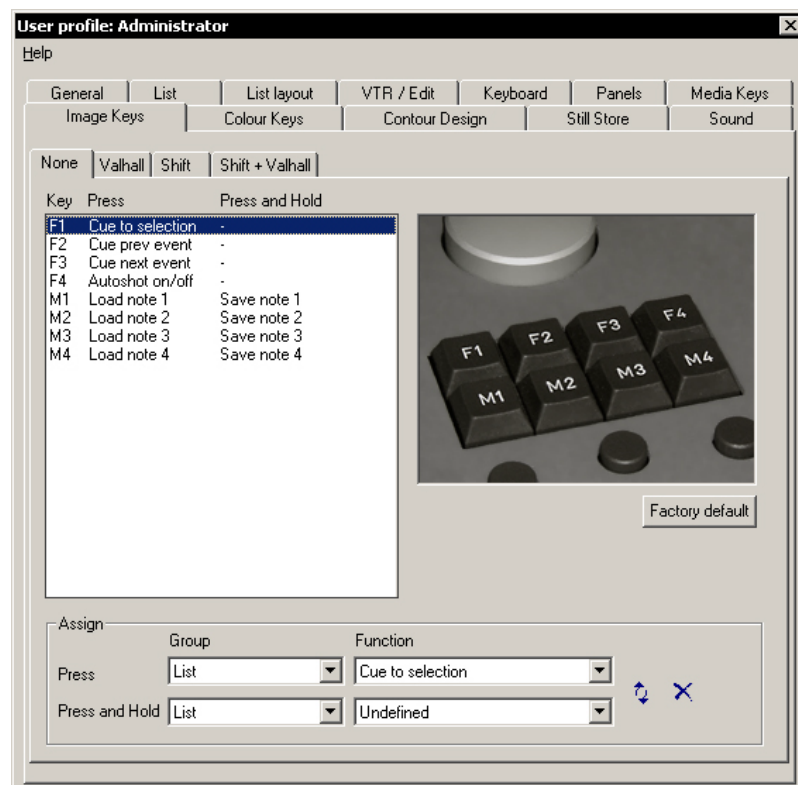 User profile: Administrator
Help
General List List layout VTR / Edit Keyboard Panels Media Keys
Image Keys Colour Keys Contour Design Still Store Sound
None Valhall Shift Shift + Valhall
Key Press Press and Hold
F1 Cue to selection -
F2 Cue prev event -
F3 Cue next event -
F4 Autoshot on/off -
M1 Load note 1 Save note 1
M2 Load note 2 Save note 2
M3 Load note 3 Save note 3
M4 Load note 4 Save note 4
F1 F2 F3 F4
M1 M2 M3 M4
Factory default
Assign
Group Function
Press List Cue to selection
Press and Hold List Undefined